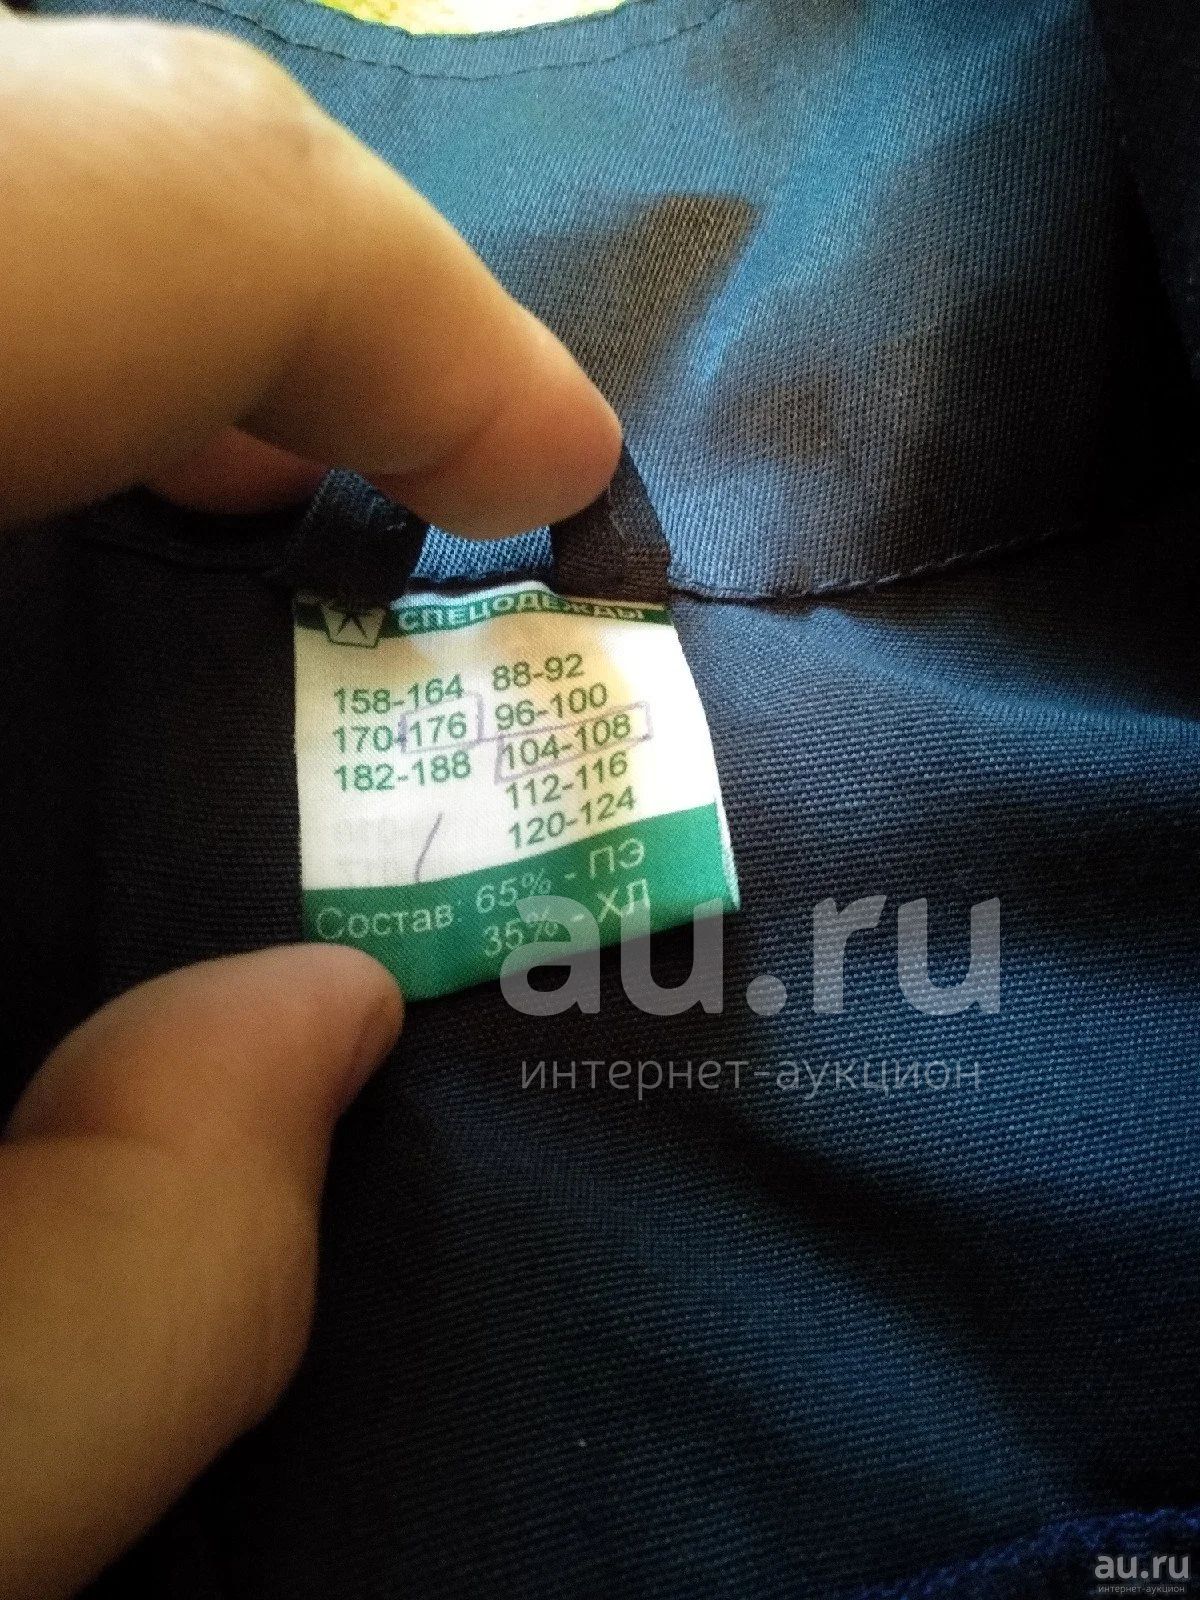 СПЕЦОДЕЖДЫ
158-164 88-92
170-176 96-100
182-188 104-108
112-116
120-124
Состав: 65% - ПЭ
35% - ХЛ
au.ru
интернет-аукцион
au.ru
интернет-аукцион